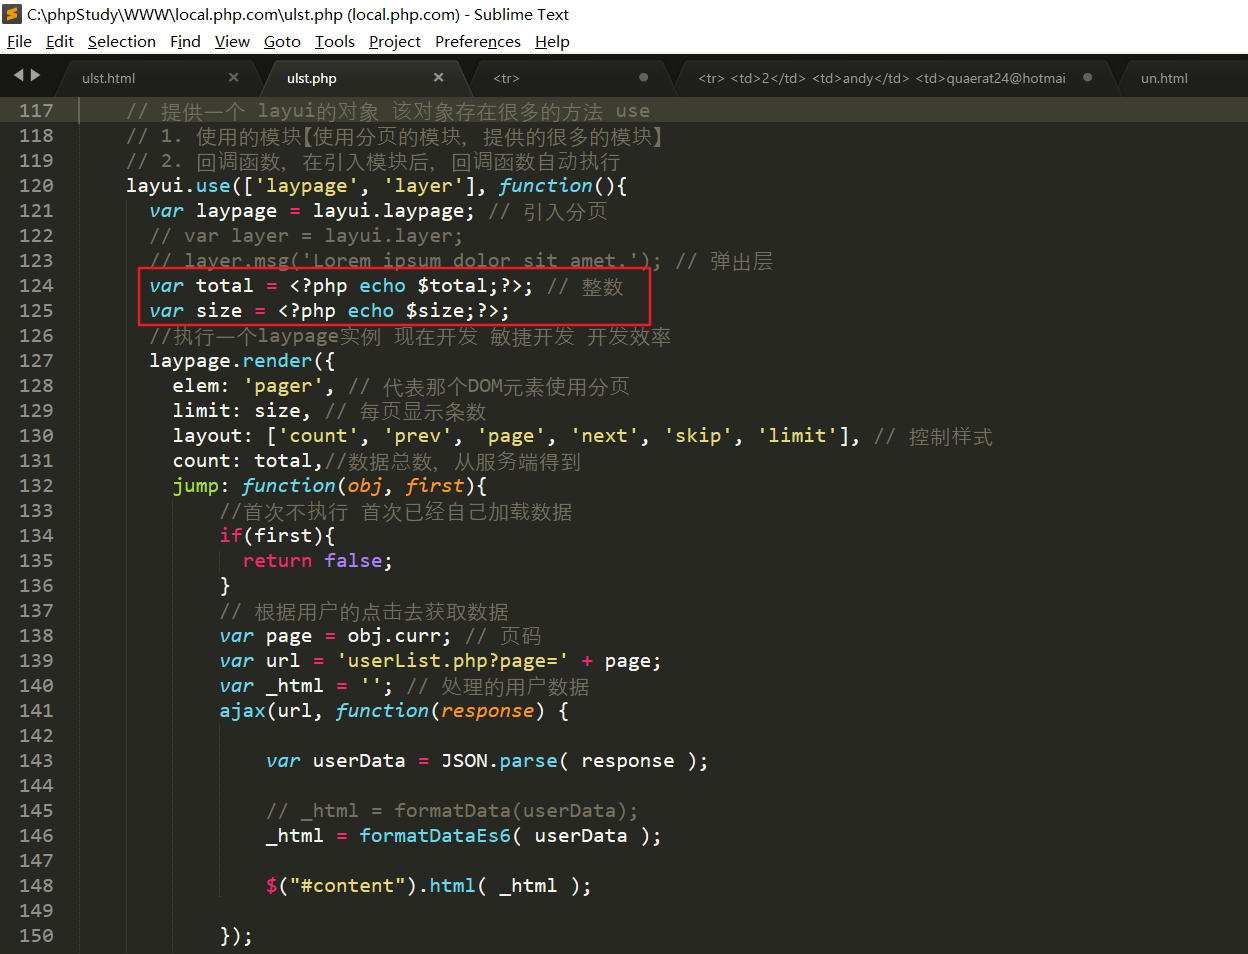 C:\phpStudy\WWW\local.php.com\ulst.php (local.php.com) - Sublime Text
File Edit Selection Find View Goto Tools Project Preferences Help
ulst.html ulst.php <tr> <tr> <td>2</td> <td>andy</td> <td>quaerat24@hotmai un.html
117 // 提供一个 layui的对象 该对象存在很多的方法 use
118 // 1. 使用的模块【使用分页的模块, 提供的很多的模块】
119 // 2. 回调函数, 在引入模块后, 回调函数自动执行
120 layui.use(['laypage', 'layer'], function(){
121 var laypage = layui.laypage; // 引入分页
122 // var layer = layui.layer;
123 // layer.msg('Lorem ipsum dolor sit amet.'); // 弹出层
124 var total = <?php echo $total;?>; // 整数
125 var size = <?php echo $size;?>;
126 //执行一个laypage实例 现在开发 敏捷开发 开发效率
127 laypage.render({
128 elem: 'pager', // 代表那个DOM元素使用分页
129 limit: size, // 每页显示条数
130 layout: ['count', 'prev', 'page', 'next', 'skip', 'limit'], // 控制样式
131 count: total,//数据总数, 从服务端得到
132 jump: function(obj, first){
133 //首次不执行 首次已经自己加载数据
134 if(first){
135 return false;
136 }
137 // 根据用户的点击去获取数据
138 var page = obj.curr; // 页码
139 var url = 'userList.php?page=' + page;
140 var _html = ''; // 处理的用户数据
141 ajax(url, function(response) {
142
143 var userData = JSON.parse( response );
144
145 // _html = formatData(userData);
146 _html = formatDataEs6( userData );
147
148 $("#content").html( _html );
149
150 });